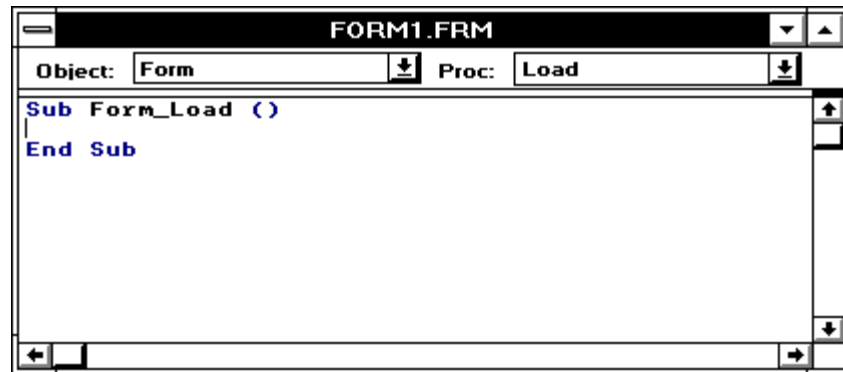 FORM1.FRM
Object: Form Proc: Load
Sub Form_Load ()
End Sub